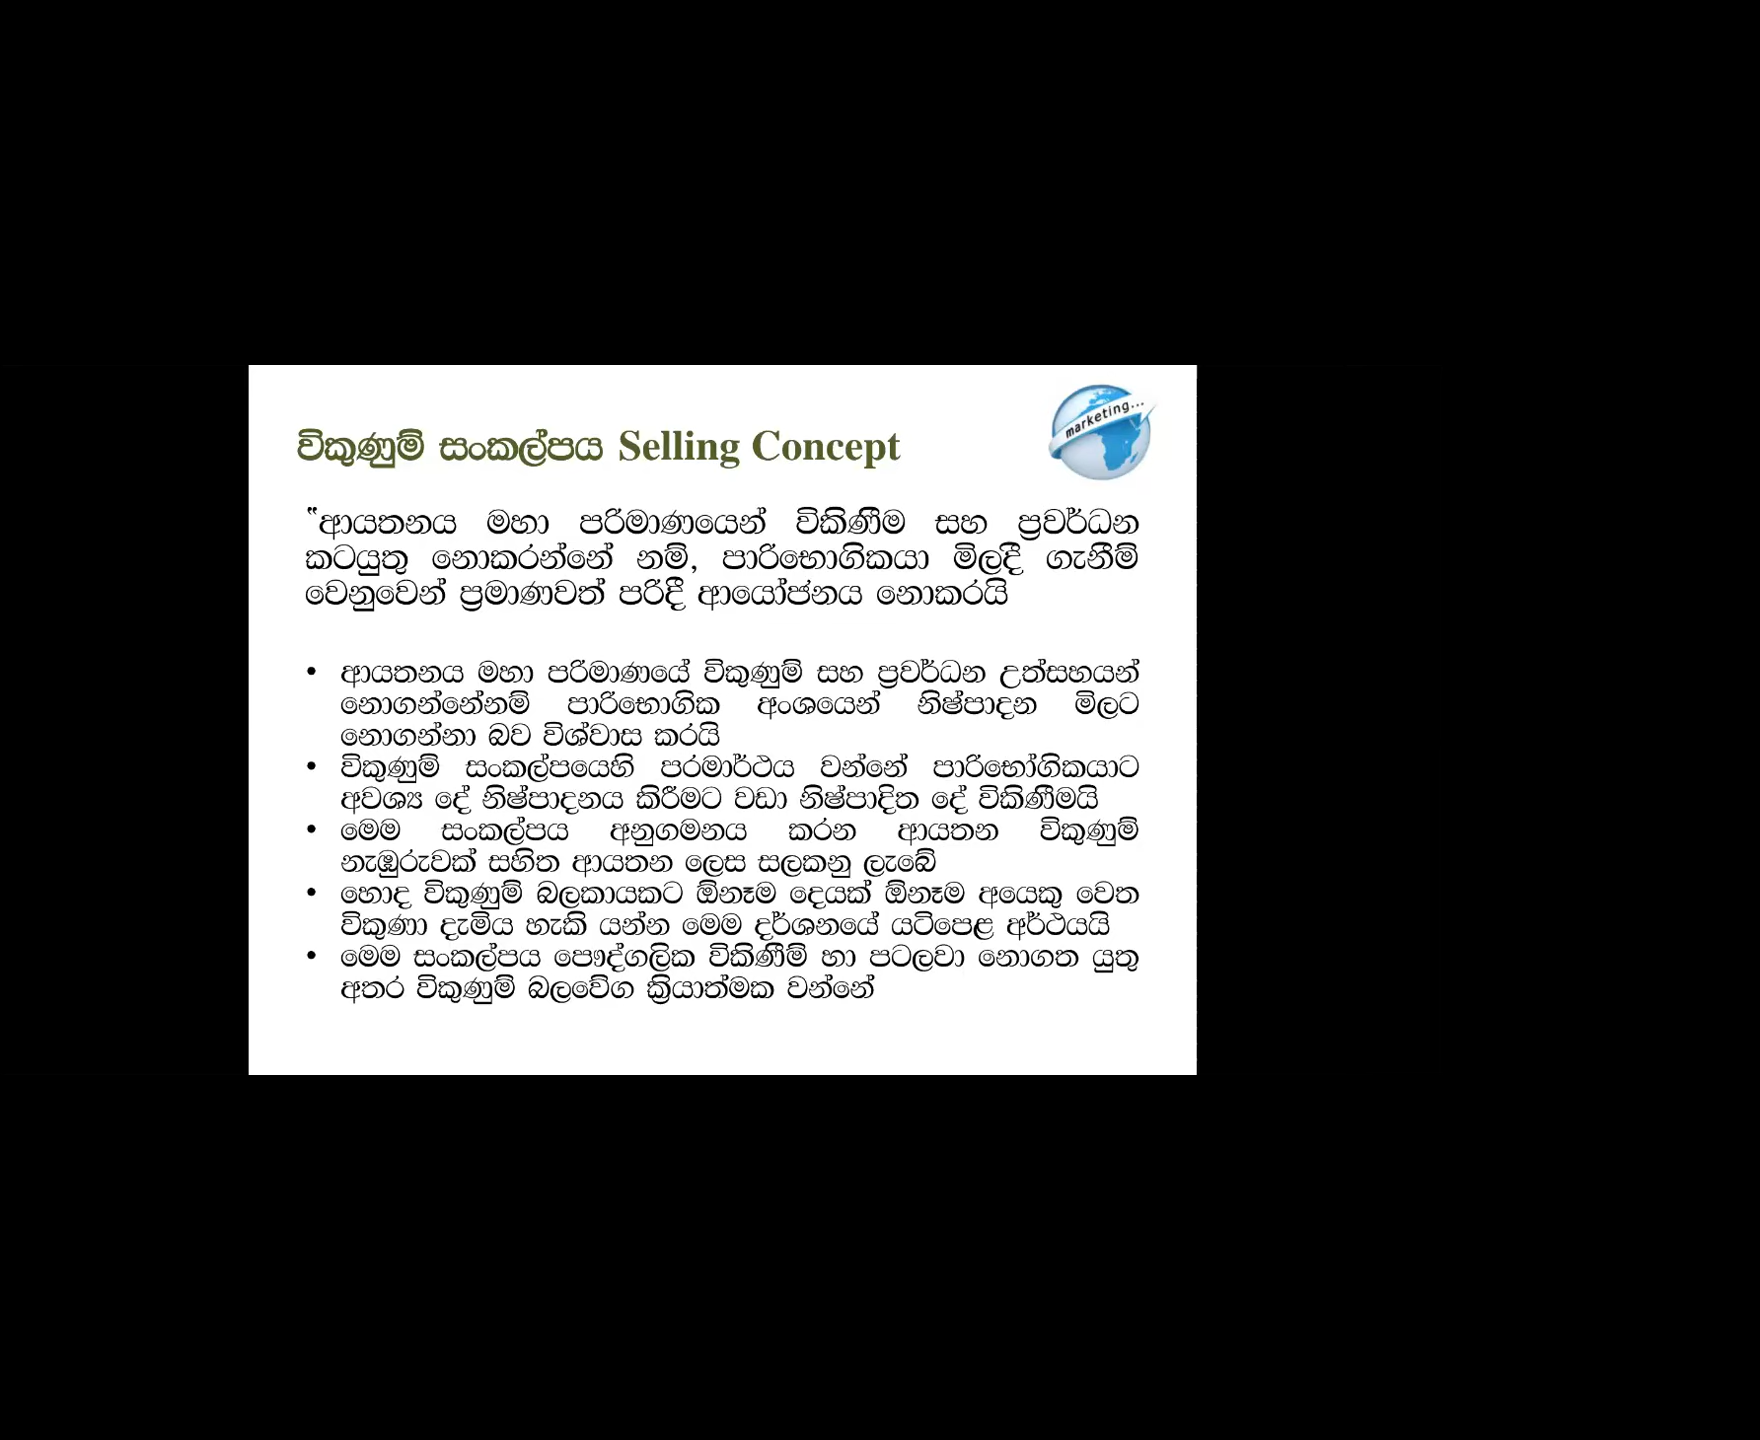 විකුණුම් සංකල්පය Selling Concept
marketing...
“ආයතනය මහා පරිමාණයෙන් විකිණීම සහ ප්‍රවර්ධන
කටයුතු නොකරන්නේ නම්, පාරිභොගිකයා මිලදී ගැනීම්
වෙනුවෙන් ප්‍රමාණවත් පරිදී ආයෝජනය නොකරයි
• ආයතනය මහා පරිමාණයේ විකුණුම් සහ ප්‍රවර්ධන උත්සහයන්
නොගන්නේනම් පාරිභොගික අංශයෙන් නිෂ්පාදන මිලට
නොගන්නා බව විශ්වාස කරයි
• විකුණුම් සංකල්පයෙහි පරමාර්ථය වන්නේ පාරිභෝගිකයාට
අවශ්‍ය දේ නිෂ්පාදනය කිරීමට වඩා නිෂ්පාදිත දේ විකිණීමයි
• මෙම සංකල්පය අනුගමනය කරන ආයතන විකුණුම්
නැඹුරුවක් සහිත ආයතන ලෙස සලකනු ලැබේ
• හොද විකුණුම් බලකායකට ඕනෑම දෙයක් ඕනෑම අයෙකු වෙත
විකුණා දැමිය හැකි යන්න මෙම දර්ශනයේ යටිපෙළ අර්ථයයි
• මෙම සංකල්පය පෞද්ගලික විකිණීම් හා පටලවා නොගත යුතු
අතර විකුණුම් බලවේග ක්‍රියාත්මක වන්නේ